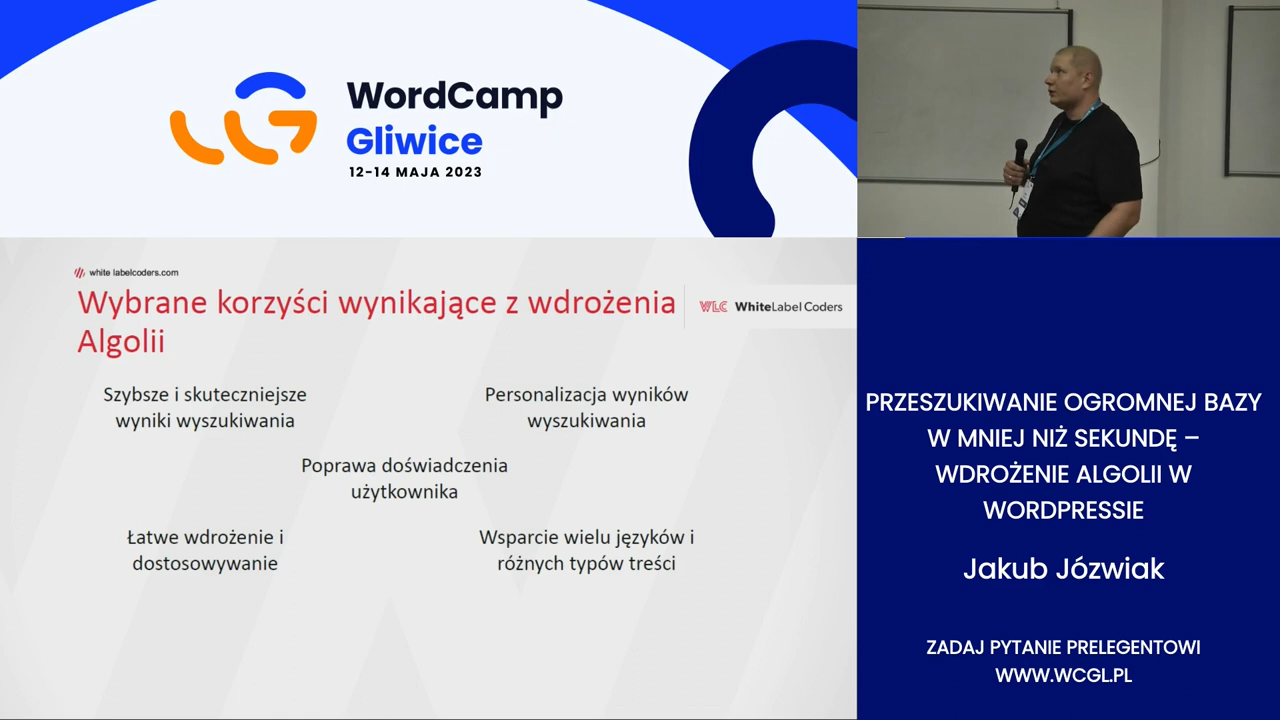 WordCamp
Gliwice
12-14 MAJA 2023
white labelcoders.com
Wybrane korzyści wynikające z wdrożenia
Algolii
WLC WhiteLabel Coders
Szybsze i skuteczniejsze
wyniki wyszukiwania
Personalizacja wyników
wyszukiwania
Poprawa doświadczenia
użytkownika
Łatwe wdrożenie i
dostosowywanie
Wsparcie wielu języków i
różnych typów treści
PRZESZUKIWANIE OGROMNEJ BAZY
W MNIEJ NIŻ SEKUNDĘ –
WDROŻENIE ALGOLII W
WORDPRESSIE
Jakub Józwiak
ZADAJ PYTANIE PRELEGENTOWI
WWW.WCGL.PL